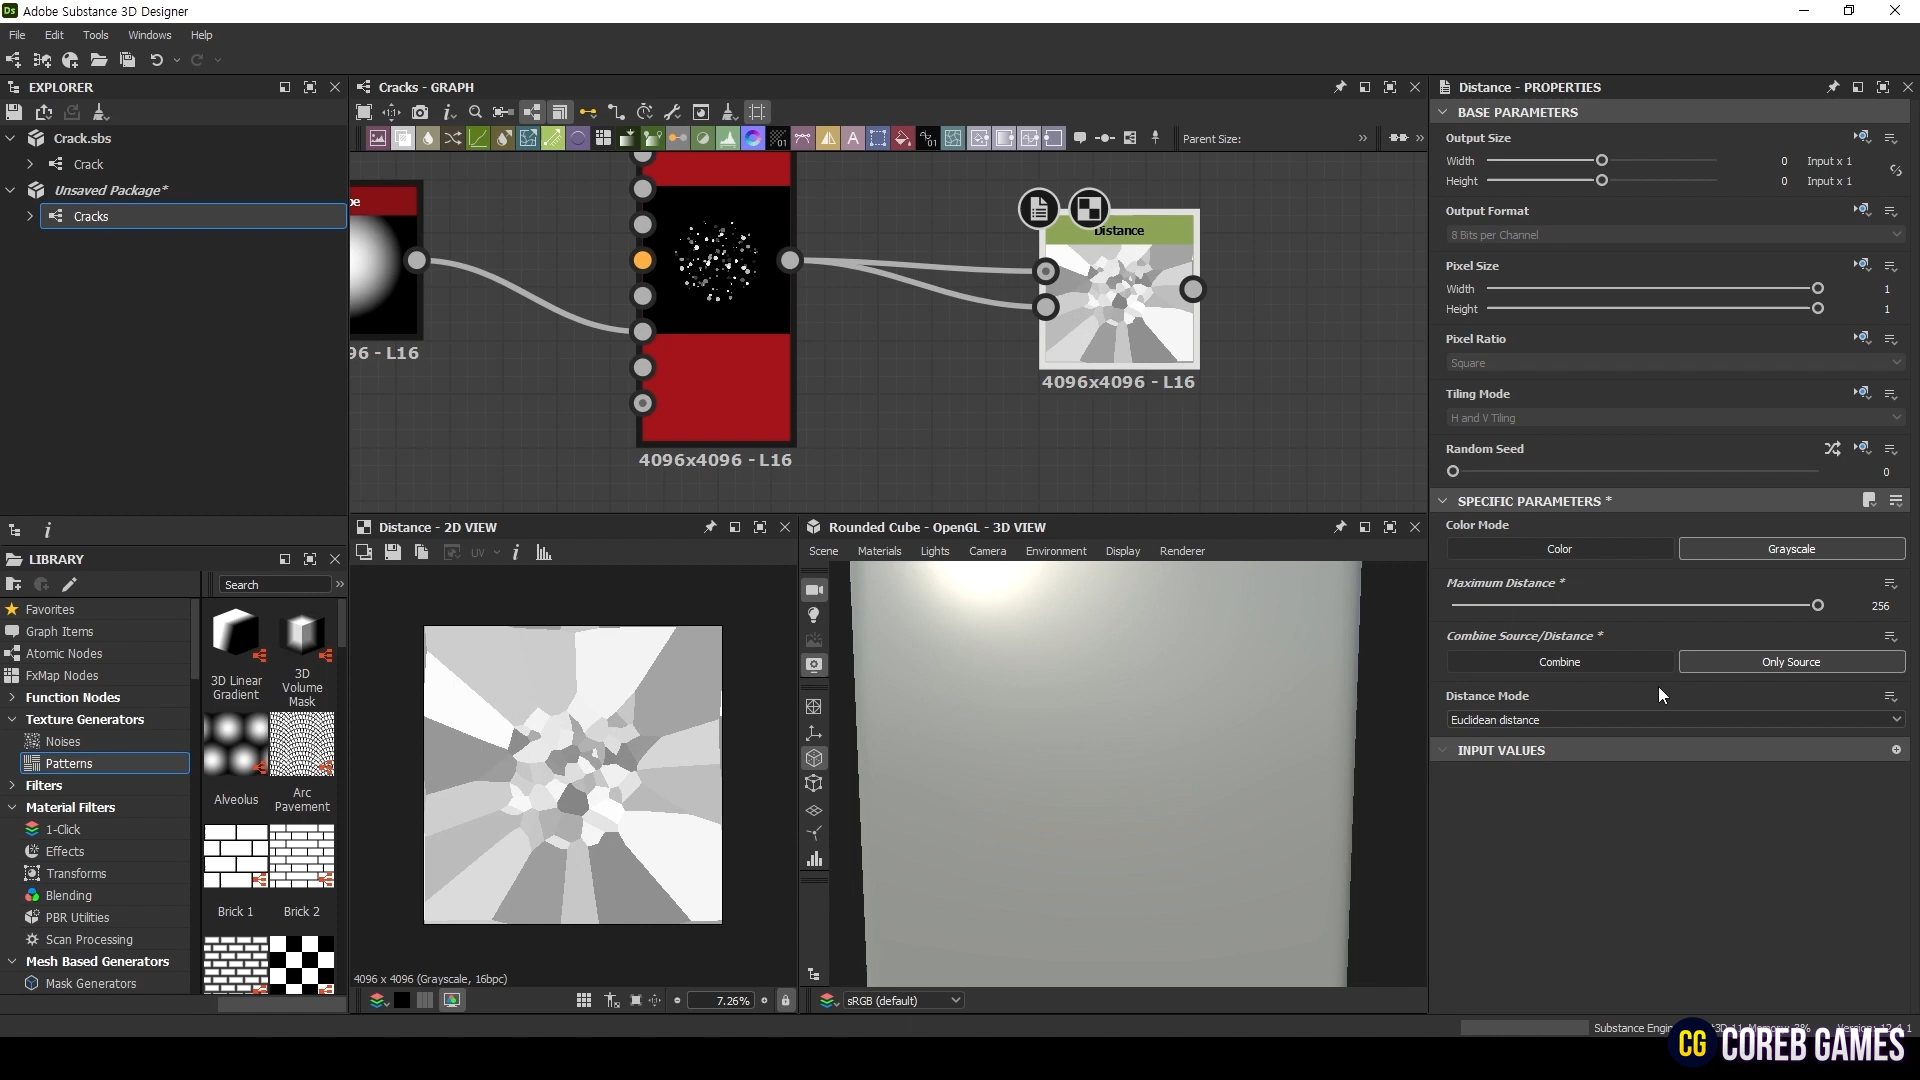 Adobe Substance 3D Designer
File Edit Tools Windows Help
EXPLORER
Crack.sbs
Crack
Unsaved Package*
Cracks
Cracks - GRAPH
Parent Size:
Distance
96 - L16
4096x4096 - L16
4096x4096 - L16
LIBRARY
Search
Favorites
Graph Items
Atomic Nodes
FxMap Nodes
Function Nodes
Texture Generators
Noises
Patterns
Filters
Material Filters
1-Click
Effects
Transforms
Blending
PBR Utilities
Scan Processing
Mesh Based Generators
Mask Generators
3D Linear Gradient
3D Volume Mask
Alveolus
Arc Pavement
Brick 1
Brick 2
Distance - 2D VIEW
UV
4096 x 4096 (Grayscale, 16bpc)
7.26%
Rounded Cube - OpenGL - 3D VIEW
Scene Materials Lights Camera Environment Display Renderer
sRGB (default)
Distance - PROPERTIES
BASE PARAMETERS
Output Size
Width 0 Input x 1
Height 0 Input x 1
Output Format
8 Bits per Channel
Pixel Size
Width 1
Height 1
Pixel Ratio
Square
Tiling Mode
H and V Tiling
Random Seed
0
SPECIFIC PARAMETERS *
Color Mode
Color Grayscale
Maximum Distance *
256
Combine Source/Distance *
Combine Only Source
Distance Mode
Euclidean distance
INPUT VALUES
Substance
CG COREB GAMES